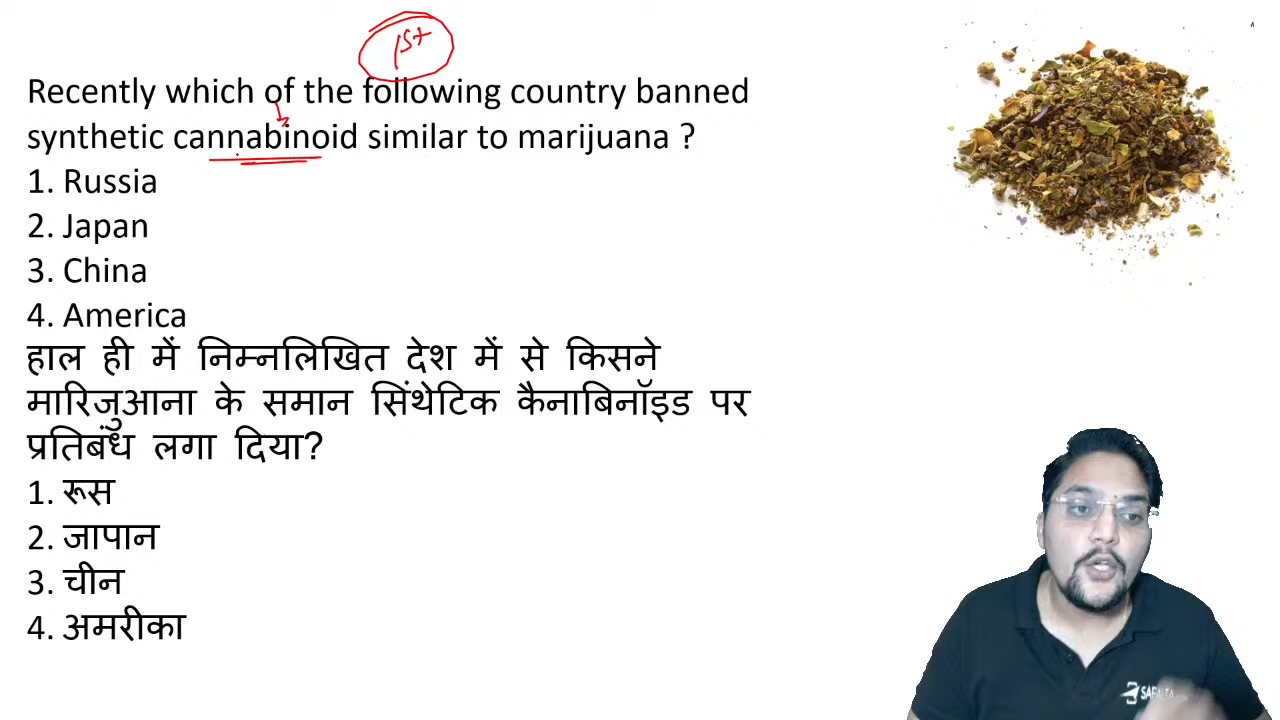 1st
Recently which of the following country banned
synthetic cannabinoid similar to marijuana ?
1. Russia
2. Japan
3. China
4. America
हाल ही में निम्नलिखित देश में से किसने
मारिजुआना के समान सिंथेटिक कैनाबिनॉइड पर
प्रतिबंध लगा दिया?
1. रूस
2. जापान
3. चीन
4. अमरीका
SAFALTA